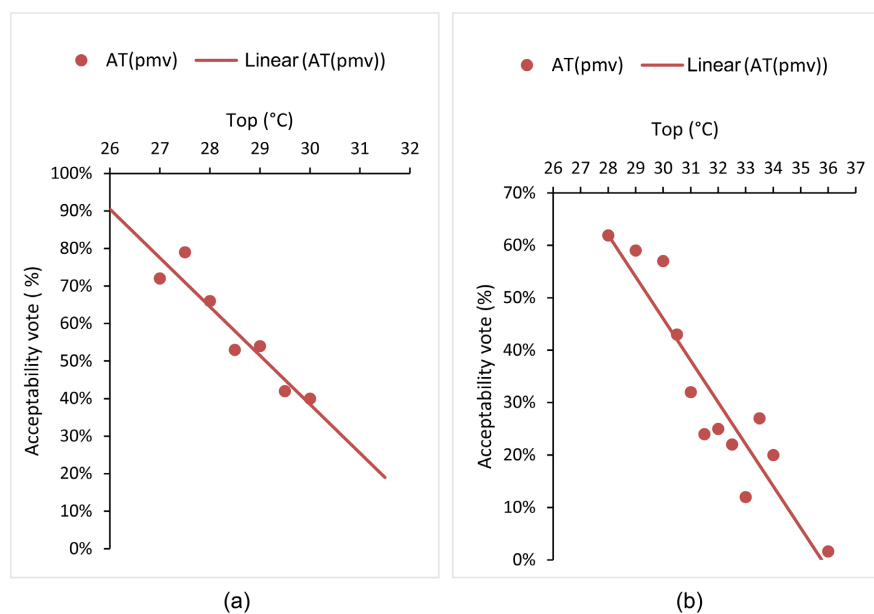 AT(pmv) Linear (AT(pmv))
Top (°C)
26 27 28 29 30 31 32
100%
90%
80%
70%
60%
50%
40%
30%
20%
10%
0%
Acceptability vote ( %)
(a)
AT(pmv) Linear (AT(pmv))
Top (°C)
26 27 28 29 30 31 32 33 34 35 36 37
70%
60%
50%
40%
30%
20%
10%
0%
Acceptability vote (%)
(b)